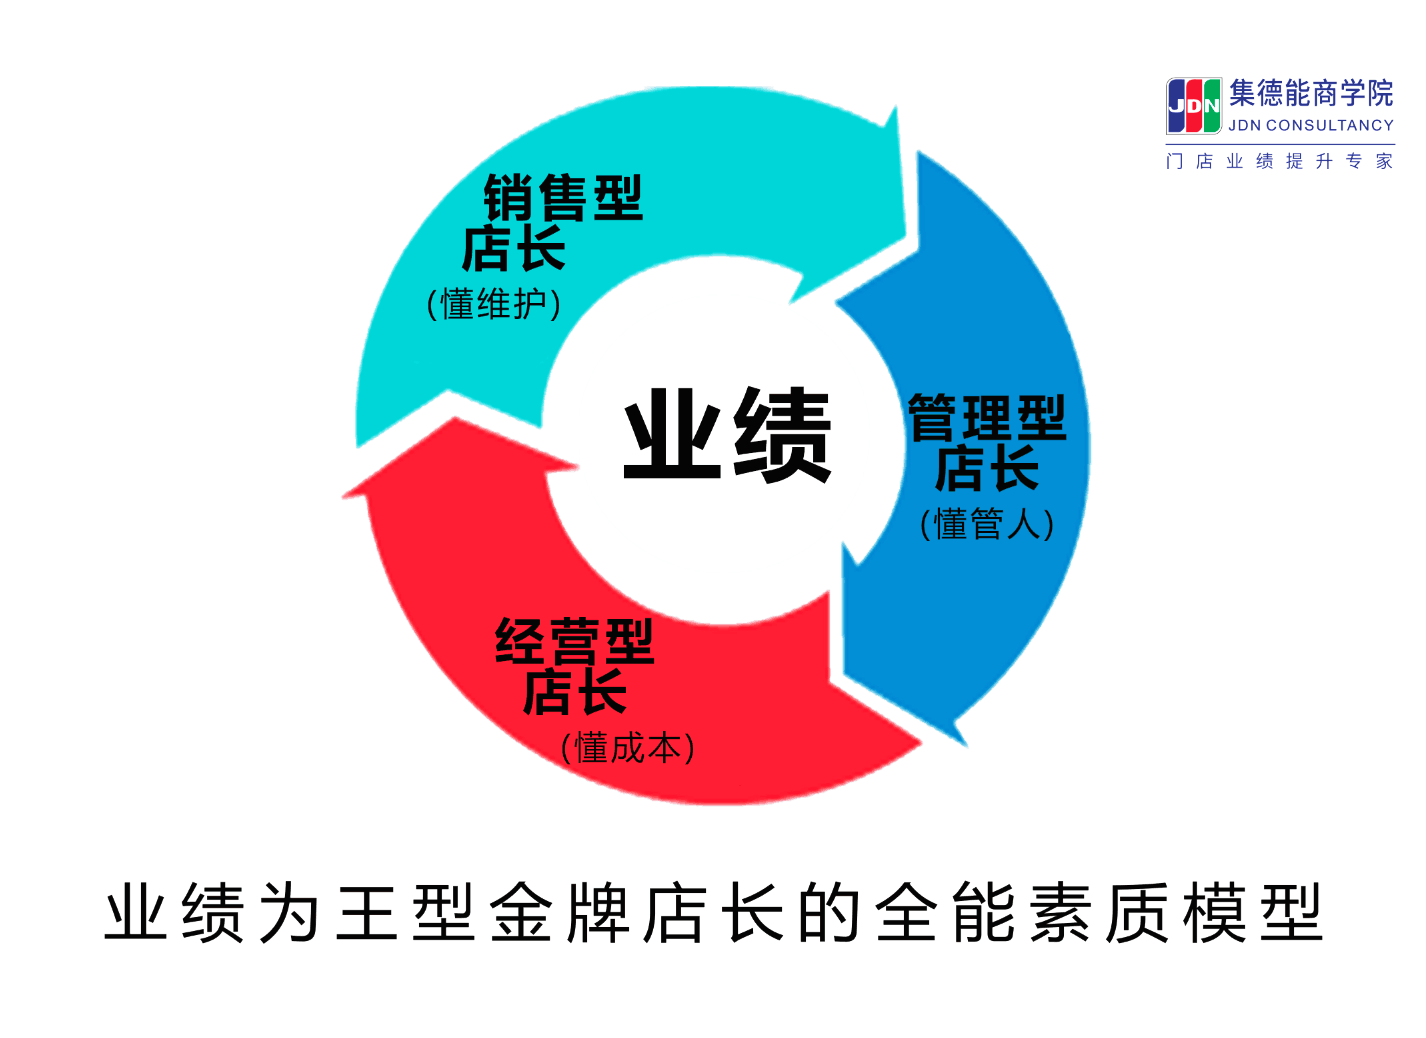 JDN 集德能商学院
JDN CONSULTANCY
门店业绩提升专家
销售型
店长
(懂维护)
管理型
店长
(懂管人)
业绩
经营型
店长
(懂成本)
业绩为王型金牌店长的全能素质模型